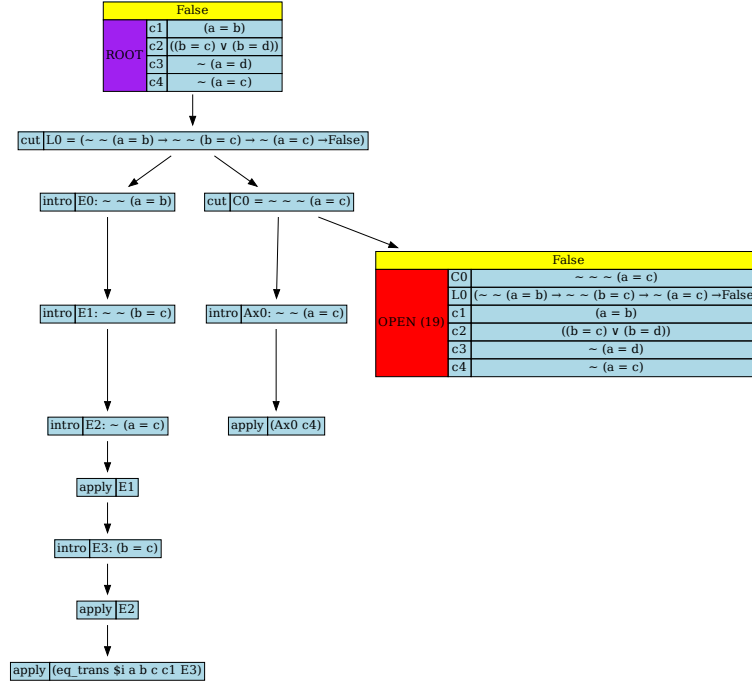 False
ROOT
c1 (a = b)
c2 ((b = c) ∨ (b = d))
c3 ~ (a = d)
c4 ~ (a = c)
cut L0 = (~ ~ (a = b) → ~ ~ (b = c) → ~ (a = c) →False)
intro E0: ~ ~ (a = b)
cut C0 = ~ ~ ~ (a = c)
False
OPEN (19)
C0 ~ ~ ~ (a = c)
L0 (~ ~ (a = b) → ~ ~ (b = c) → ~ (a = c) →False
c1 (a = b)
c2 ((b = c) ∨ (b = d))
c3 ~ (a = d)
c4 ~ (a = c)
intro E1: ~ ~ (b = c)
intro Ax0: ~ ~ (a = c)
intro E2: ~ (a = c)
apply (Ax0 c4)
apply E1
intro E3: (b = c)
apply E2
apply (eq_trans $i a b c c1 E3)